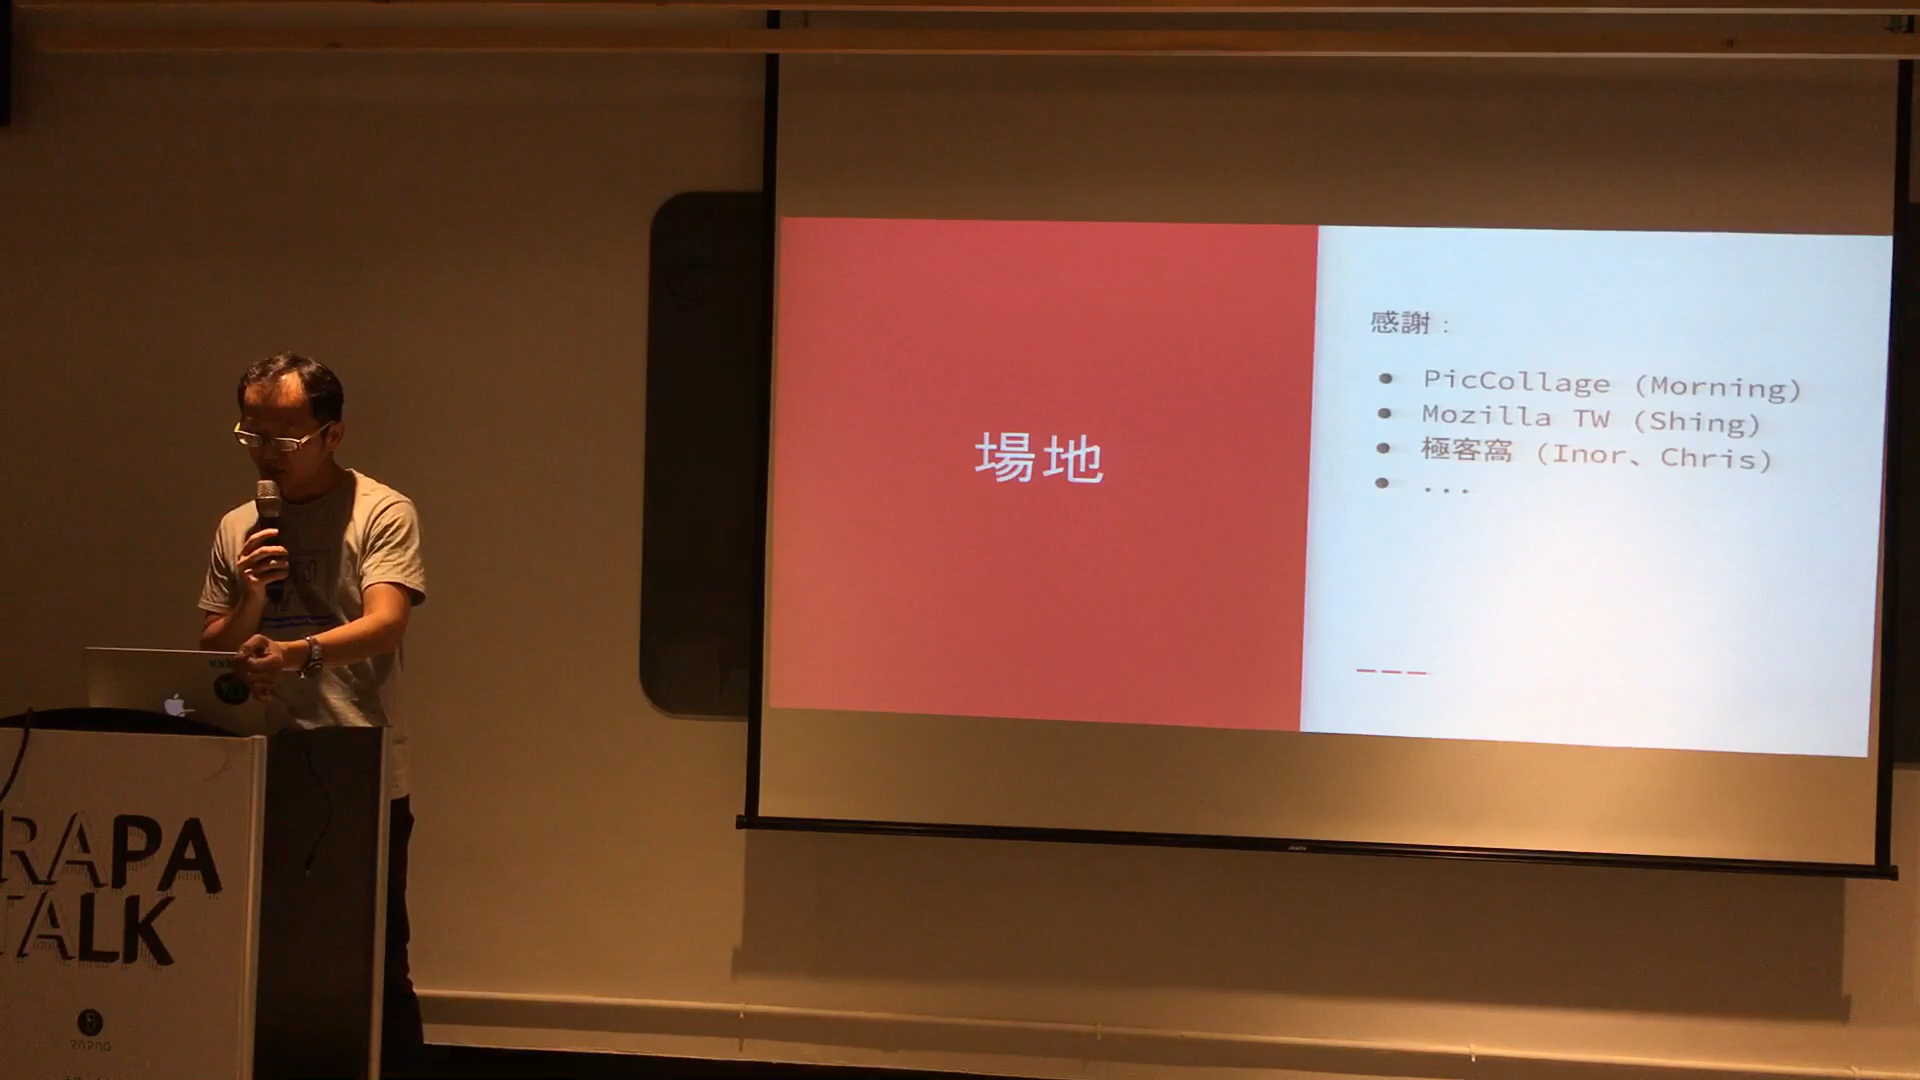 場地
感謝：
● PicCollage (Morning)
● Mozilla TW (Shing)
● 極客窩 (Inor、Chris)
● ...
RAPA
TALK